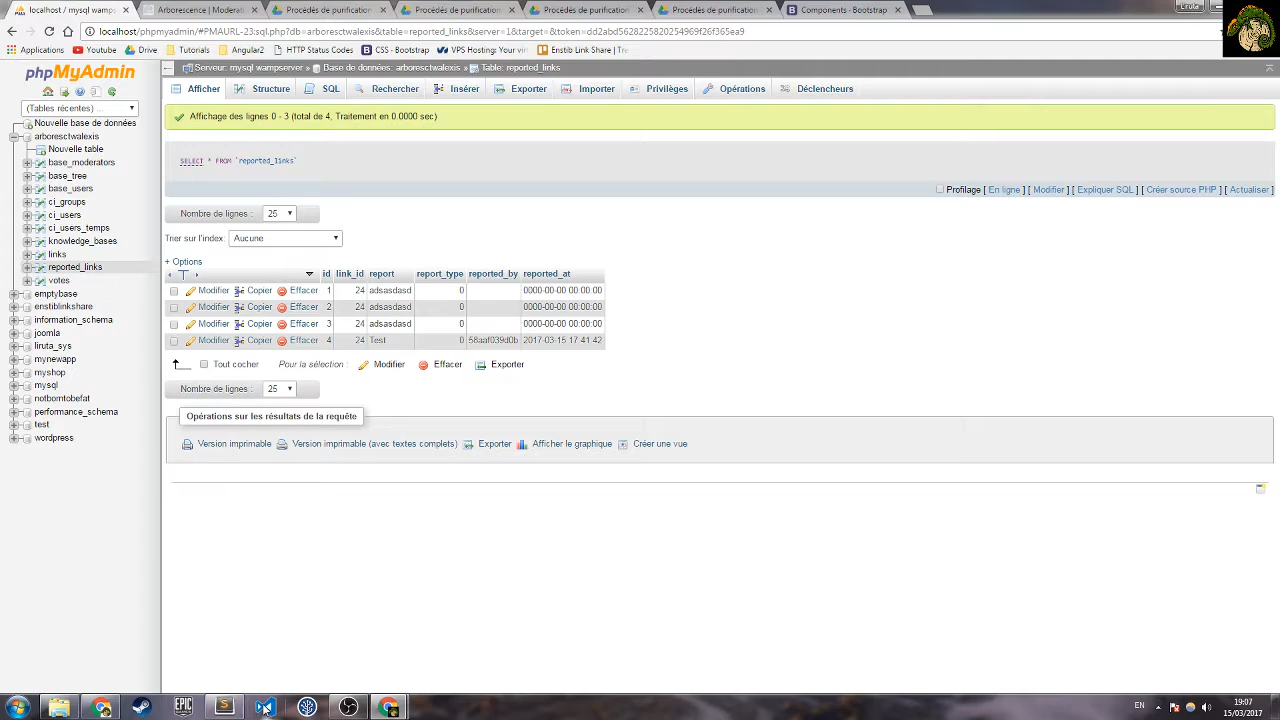 localhost / mysql wamps
Arborescence | Moderati
Procédés de purification
Procédés de purification
Procédés de purification
Procédés de purification
Components - Bootstrap
Liruta
localhost/phpmyadmin/#PMAURL-23:sql.php?db=arboresctwalexis&table=reported_links&server=1&target=&token=dd2abd5628225820254969f26f365ea9
Applications
Youtube
Drive
Tutorials
Angular2
HTTP Status Codes
CSS - Bootstrap
VPS Hosting: Your vir
Enstib Link Share | Tre
phpMyAdmin
(Tables récentes) ...
Nouvelle base de données
arboresctwalexis
Nouvelle table
base_moderators
base_tree
base_users
ci_groups
ci_users
ci_users_temps
knowledge_bases
links
reported_links
votes
emptybase
enstiblinkshare
information_schema
joomla
liruta_sys
mynewapp
myshop
mysql
notborntobefat
performance_schema
test
wordpress
Serveur: mysql wampserver » Base de données: arboresctwalexis » Table: reported_links
Afficher Structure SQL Rechercher Insérer Exporter Importer Privilèges Opérations Déclencheurs
Affichage des lignes 0 - 3 (total de 4, Traitement en 0.0000 sec)
SELECT * FROM `reported_links`
Profilage [ En ligne ] [ Modifier ] [ Expliquer SQL ] [ Créer source PHP ] [ Actualiser ]
Nombre de lignes : 25
Trier sur l'index: Aucune
+ Options
id link_id report report_type reported_by reported_at
Modifier Copier Effacer 1 24 adsasdasd 0 0000-00-00 00:00:00
Modifier Copier Effacer 2 24 adsasdasd 0 0000-00-00 00:00:00
Modifier Copier Effacer 3 24 adsasdasd 0 0000-00-00 00:00:00
Modifier Copier Effacer 4 24 Test 0 58aaf039d0b 2017-03-15 17:41:42
Tout cocher Pour la sélection : Modifier Effacer Exporter
Nombre de lignes : 25
Opérations sur les résultats de la requête
Version imprimable Version imprimable (avec textes complets) Exporter Afficher le graphique Créer une vue
EPIC
EN
19:07
15/03/2017